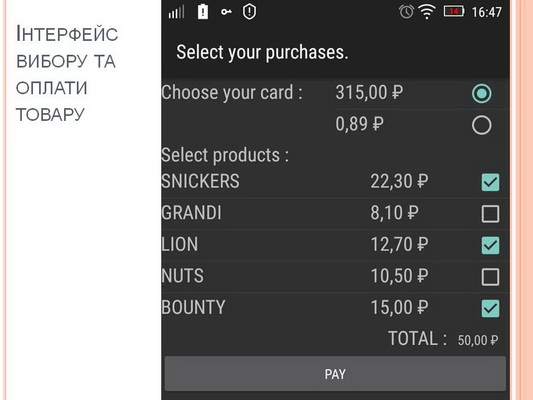 Інтерфейс
вибору та
оплати
товару
16:47
Select your purchases.
Choose your card : 315,00 ₽
0,89 ₽
Select products :
SNICKERS 22,30 ₽
GRANDI 8,10 ₽
LION 12,70 ₽
NUTS 10,50 ₽
BOUNTY 15,00 ₽
TOTAL : 50,00 ₽
PAY